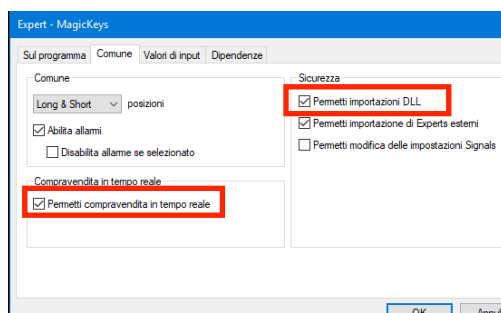 Expert - MagicKeys
Sul programma Comune Valori di input Dipendenze
Comune
Long & Short posizioni
Abilita allarmi
Disabilita allarme se selezionato
Compravendita in tempo reale
Permetti compravendita in tempo reale
Sicurezza
Permetti importazioni DLL
Permetti importazione di Experts esterni
Permetti modifica delle impostazioni Signals
OK